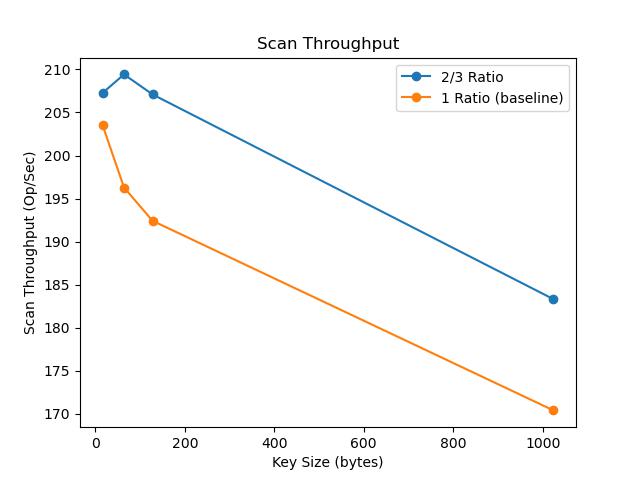 Scan Throughput
2/3 Ratio
1 Ratio (baseline)
Scan Throughput (Op/Sec)
210
205
200
195
190
185
180
175
170
0 200 400 600 800 1000
Key Size (bytes)